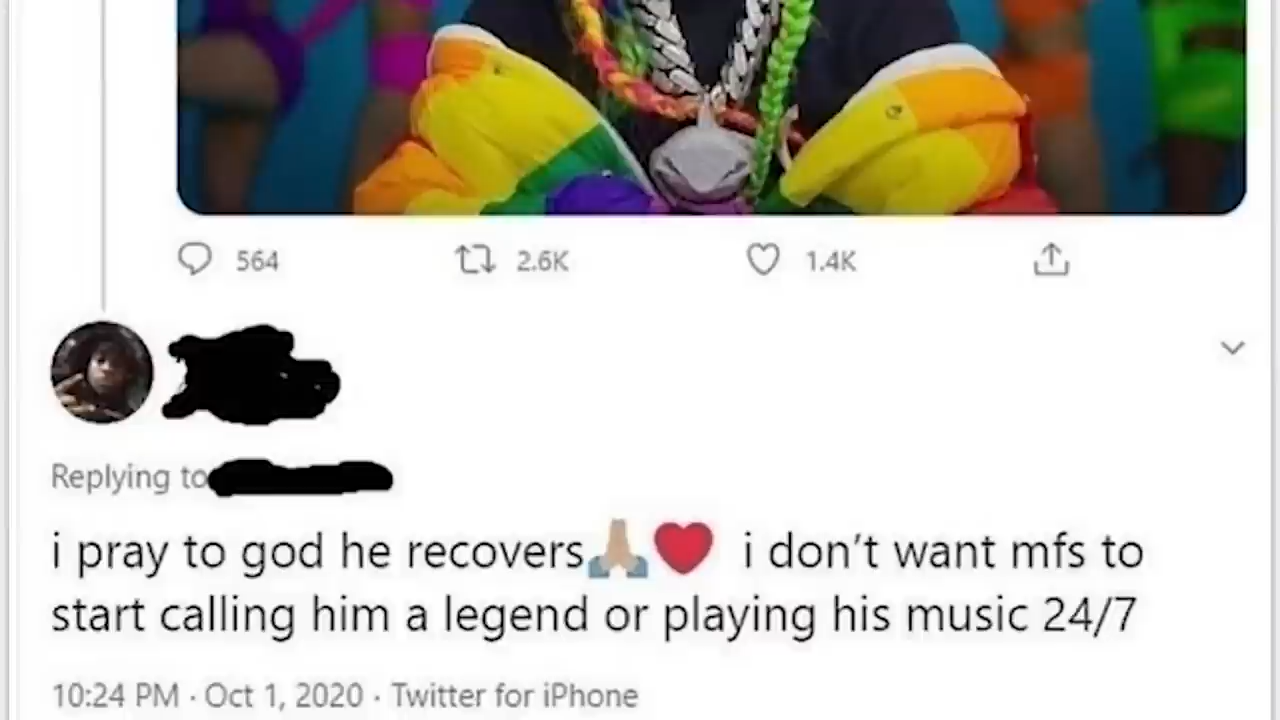 564 2.6K 1.4K
Replying to
i pray to god he recovers🙏🏼❤️ i don’t want mfs to
start calling him a legend or playing his music 24/7
10:24 PM · Oct 1, 2020 · Twitter for iPhone